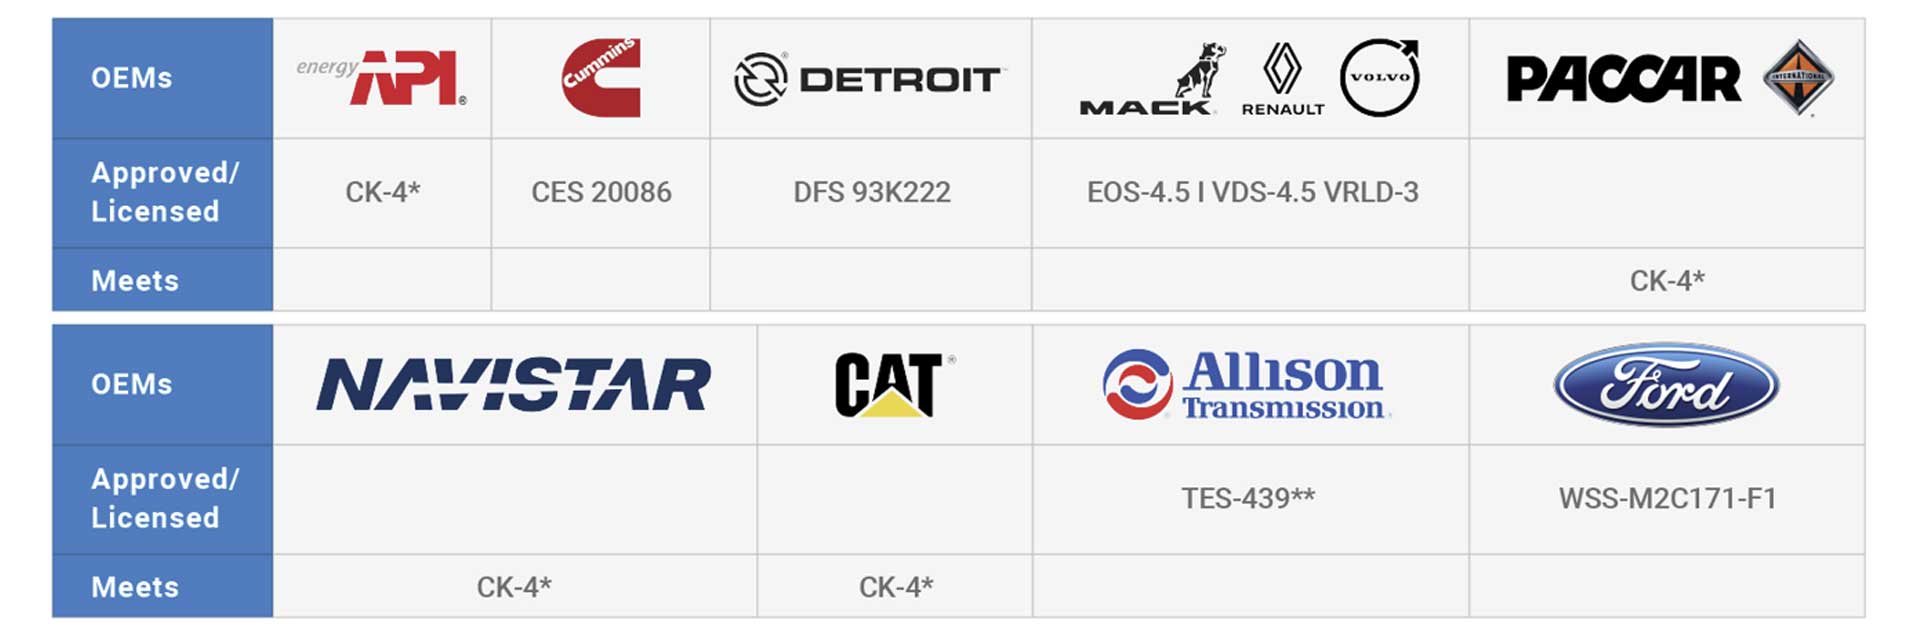 OEMs
energy API®
Cummins
DETROIT
MACK
RENAULT
VOLVO
PACCAR
INTERNATIONAL
Approved/
Licensed
CK-4*
CES 20086
DFS 93K222
EOS-4.5 I VDS-4.5 VRLD-3
Meets
CK-4*
OEMs
NAVISTAR
CAT®
Allison
Transmission
Ford
Approved/
Licensed
TES-439**
WSS-M2C171-F1
Meets
CK-4*
CK-4*